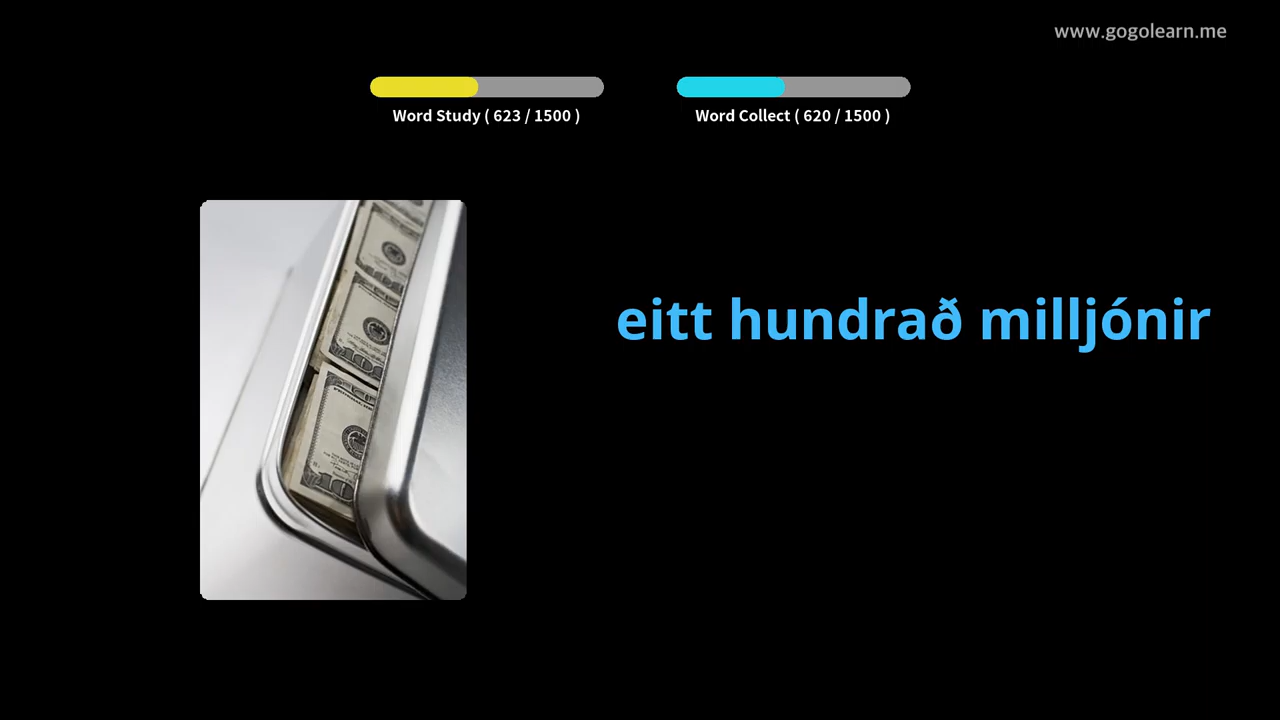 www.gogolearn.me
Word Study ( 623 / 1500 )
Word Collect ( 620 / 1500 )
eitt hundrað milljónir